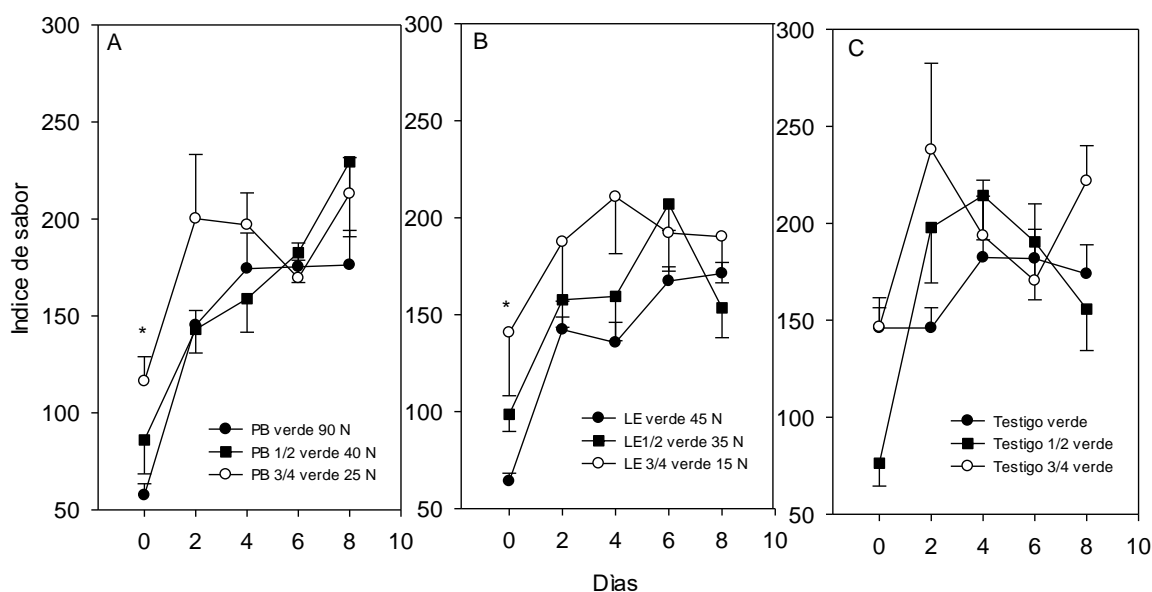 A
B
C
Indice de sabor
300
250
200
150
100
50
0 2 4 6 8 10
*
PB verde 90 N
PB 1/2 verde 40 N
PB 3/4 verde 25 N
300
250
200
150
100
50
0 2 4 6 8 10
*
LE verde 45 N
LE1/2 verde 35 N
LE 3/4 verde 15 N
300
250
200
150
100
50
0 2 4 6 8 10
Testigo verde
Testigo 1/2 verde
Testigo 3/4 verde
Dìas